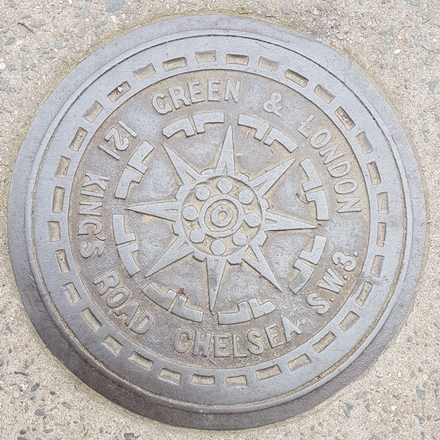 GREEN & LONDON
121 KING'S ROAD CHELSEA S.W.3.